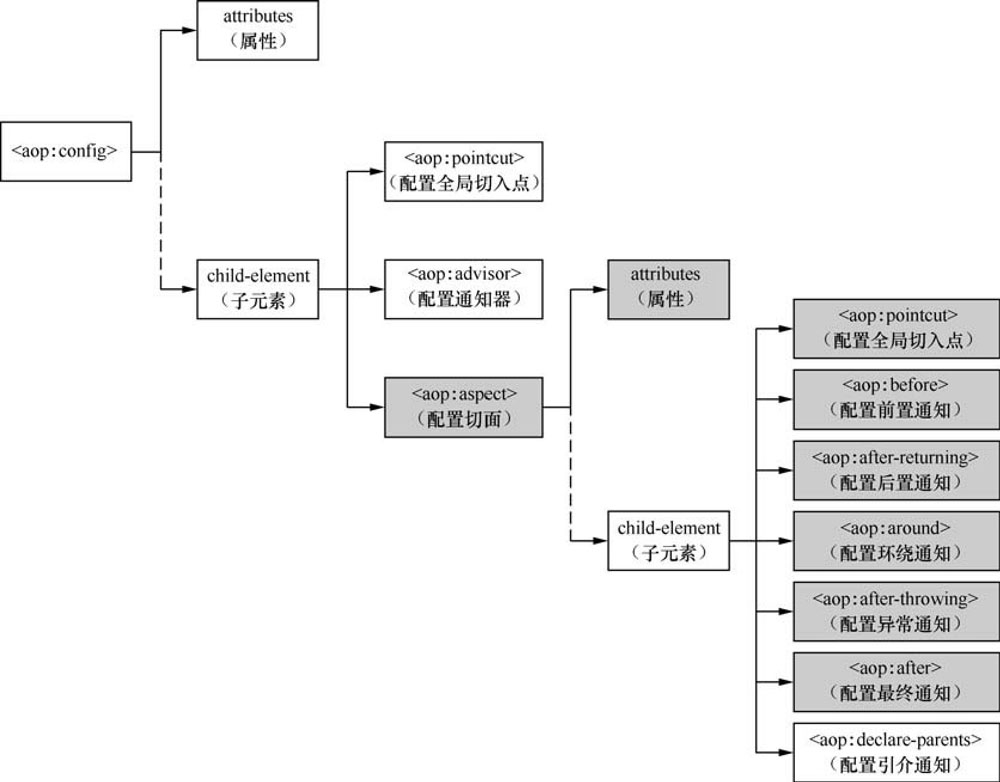 attributes
（属性）
<aop:config>
<aop:pointcut>
（配置全局切入点）
child-element
（子元素）
<aop:advisor>
（配置通知器）
attributes
（属性）
<aop:aspect>
（配置切面）
<aop:pointcut>
（配置全局切入点）
<aop:before>
（配置前置通知）
<aop:after-returning>
（配置后置通知）
child-element
（子元素）
<aop:around>
（配置环绕通知）
<aop:after-throwing>
（配置异常通知）
<aop:after>
（配置最终通知）
<aop:declare-parents>
（配置引介通知）